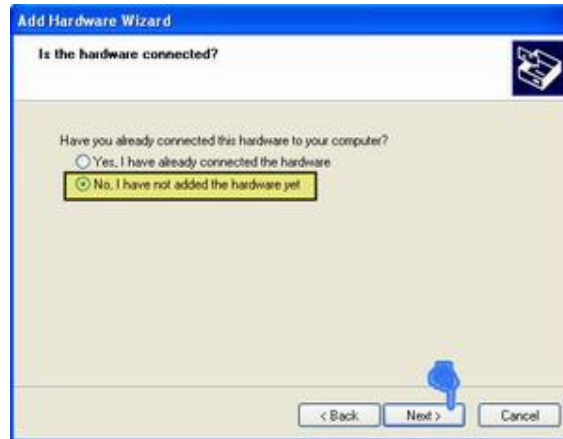 Add Hardware Wizard
Is the hardware connected?
Have you already connected this hardware to your computer?
Yes, I have already connected the hardware
No, I have not added the hardware yet
< Back Next > Cancel